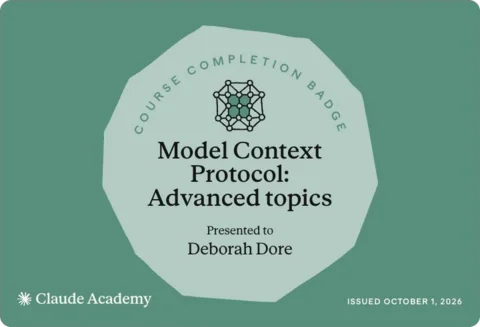 COURSE COMPLETION BADGE
Model Context
Protocol:
Advanced topics
Presented to
Deborah Dore
Claude Academy
ISSUED OCTOBER 1, 2026